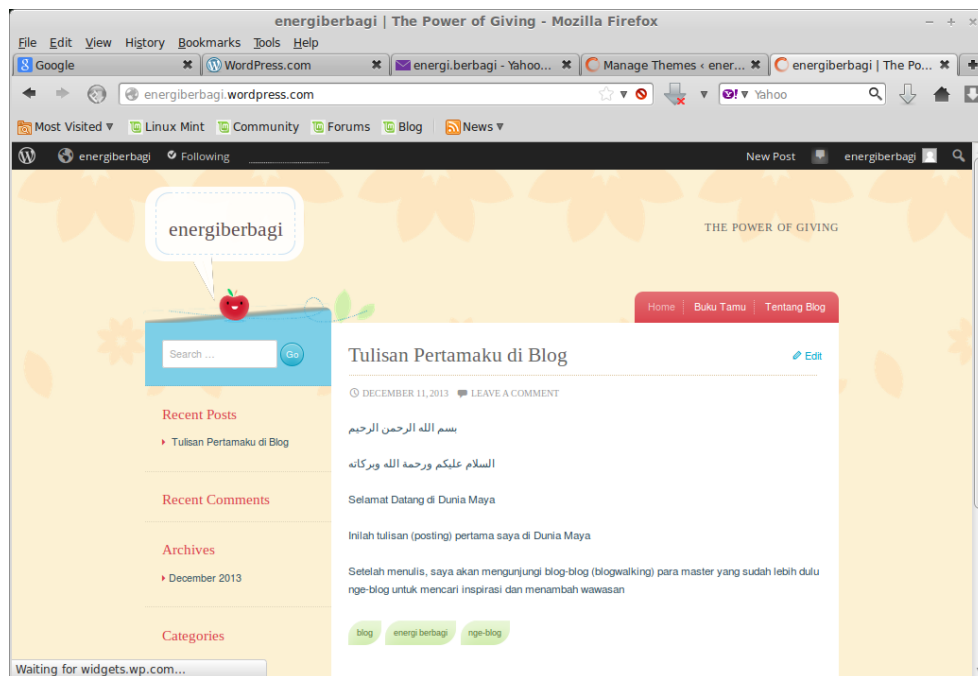 energiberbagi | The Power of Giving - Mozilla Firefox
File Edit View History Bookmarks Tools Help
Google WordPress.com energi.berbagi - Yahoo... Manage Themes ‹ ener... energiberbagi | The Po...
energiberbagi.wordpress.com Yahoo
Most Visited Linux Mint Community Forums Blog News
energiberbagi Following New Post energiberbagi
energiberbagi
THE POWER OF GIVING
Home Buku Tamu Tentang Blog
Search ... Go
Recent Posts
Tulisan Pertamaku di Blog
Recent Comments
Archives
December 2013
Categories
Tulisan Pertamaku di Blog Edit
DECEMBER 11, 2013 LEAVE A COMMENT
بسم الله الرحمن الرحيم
السلام عليكم ورحمة الله وبركاته
Selamat Datang di Dunia Maya
Inilah tulisan (posting) pertama saya di Dunia Maya
Setelah menulis, saya akan mengunjungi blog-blog (blogwalking) para master yang sudah lebih dulu
nge-blog untuk mencari inspirasi dan menambah wawasan
blog energi berbagi nge-blog
Waiting for widgets.wp.com...